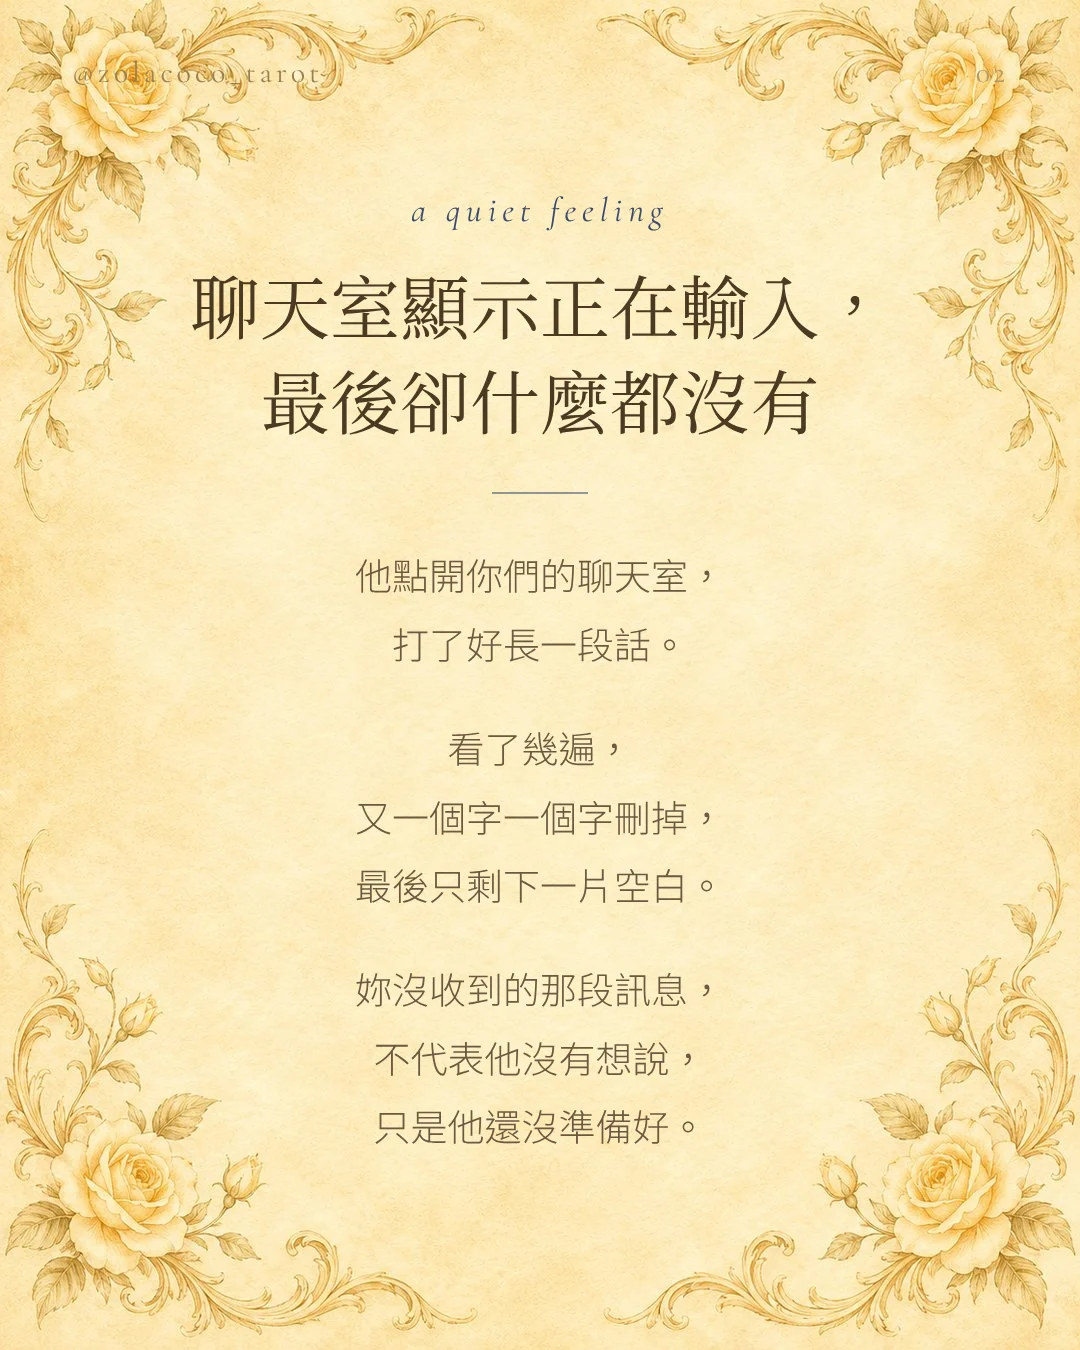 @zolacoco_tarot
02
a quiet feeling
聊天室顯示正在輸入，
最後卻什麼都沒有
他點開你們的聊天室，
打了好長一段話。
看了幾遍，
又一個字一個字刪掉，
最後只剩下一片空白。
妳沒收到的那段訊息，
不代表他沒有想說，
只是他還沒準備好。